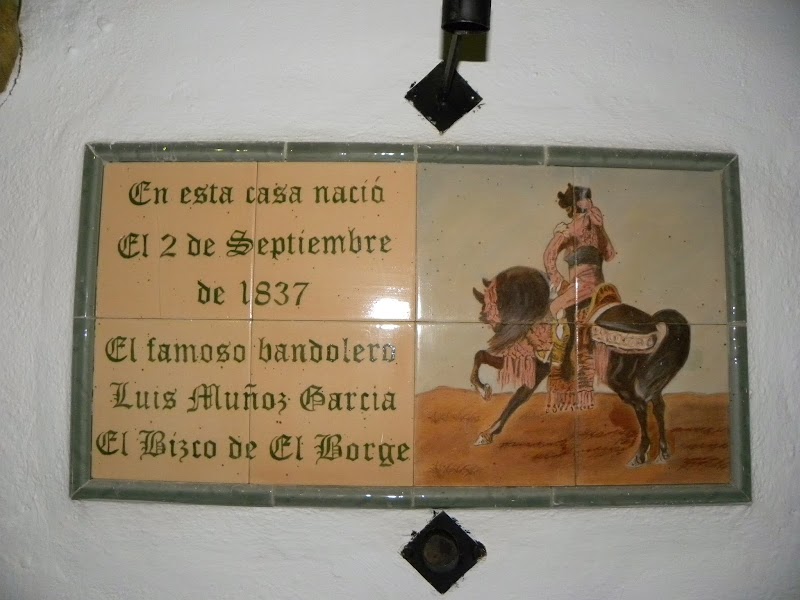 En esta casa nació
El 2 de Septiembre
de 1837
El famoso bandolero
Luis Muñoz Garcia
El Bizco de El Borge